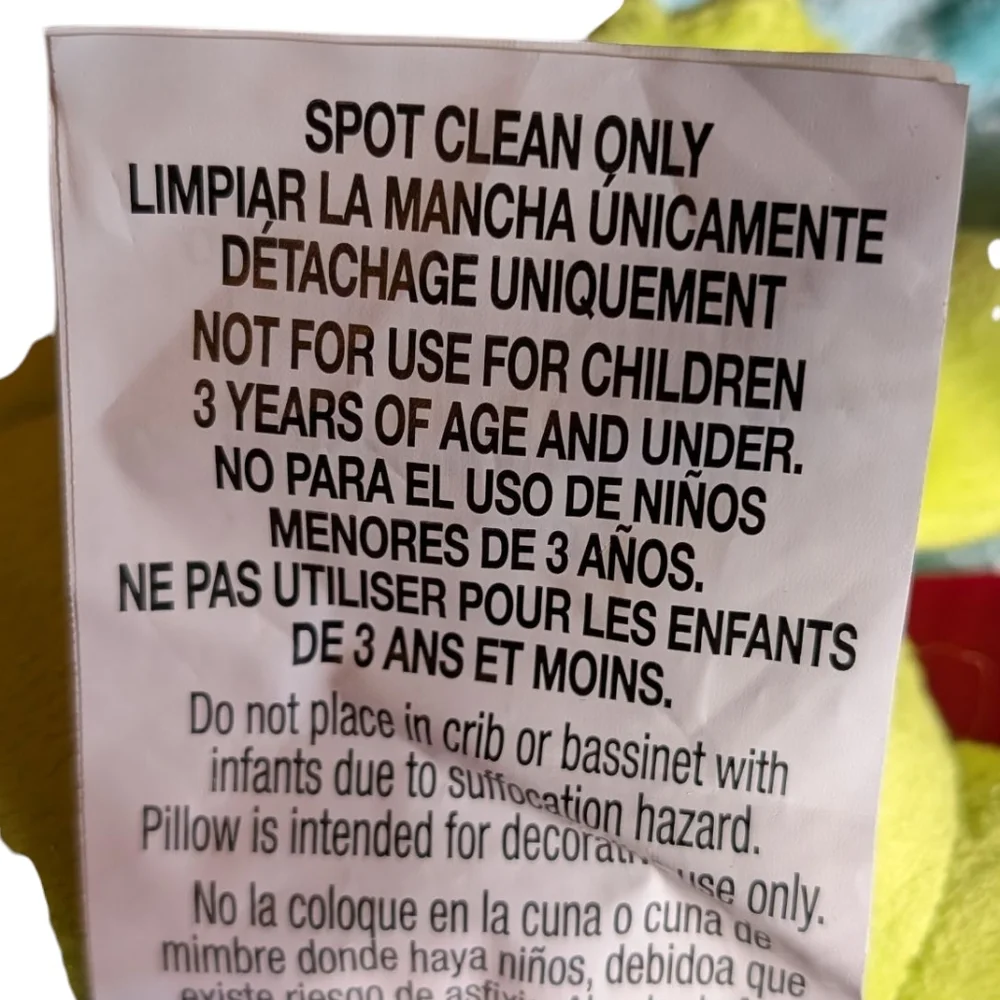 SPOT CLEAN ONLY
LIMPIAR LA MANCHA ÚNICAMENTE
DÉTACHAGE UNIQUEMENT
NOT FOR USE FOR CHILDREN
3 YEARS OF AGE AND UNDER.
NO PARA EL USO DE NIÑOS
MENORES DE 3 AÑOS.
NE PAS UTILISER POUR LES ENFANTS
DE 3 ANS ET MOINS.
Do not place in crib or bassinet with
infants due to suffocation hazard.
Pillow is intended for use only.
No la coloque en la cuna o cuna de
mimbre donde haya niños, debidoa que
existe riesgo de